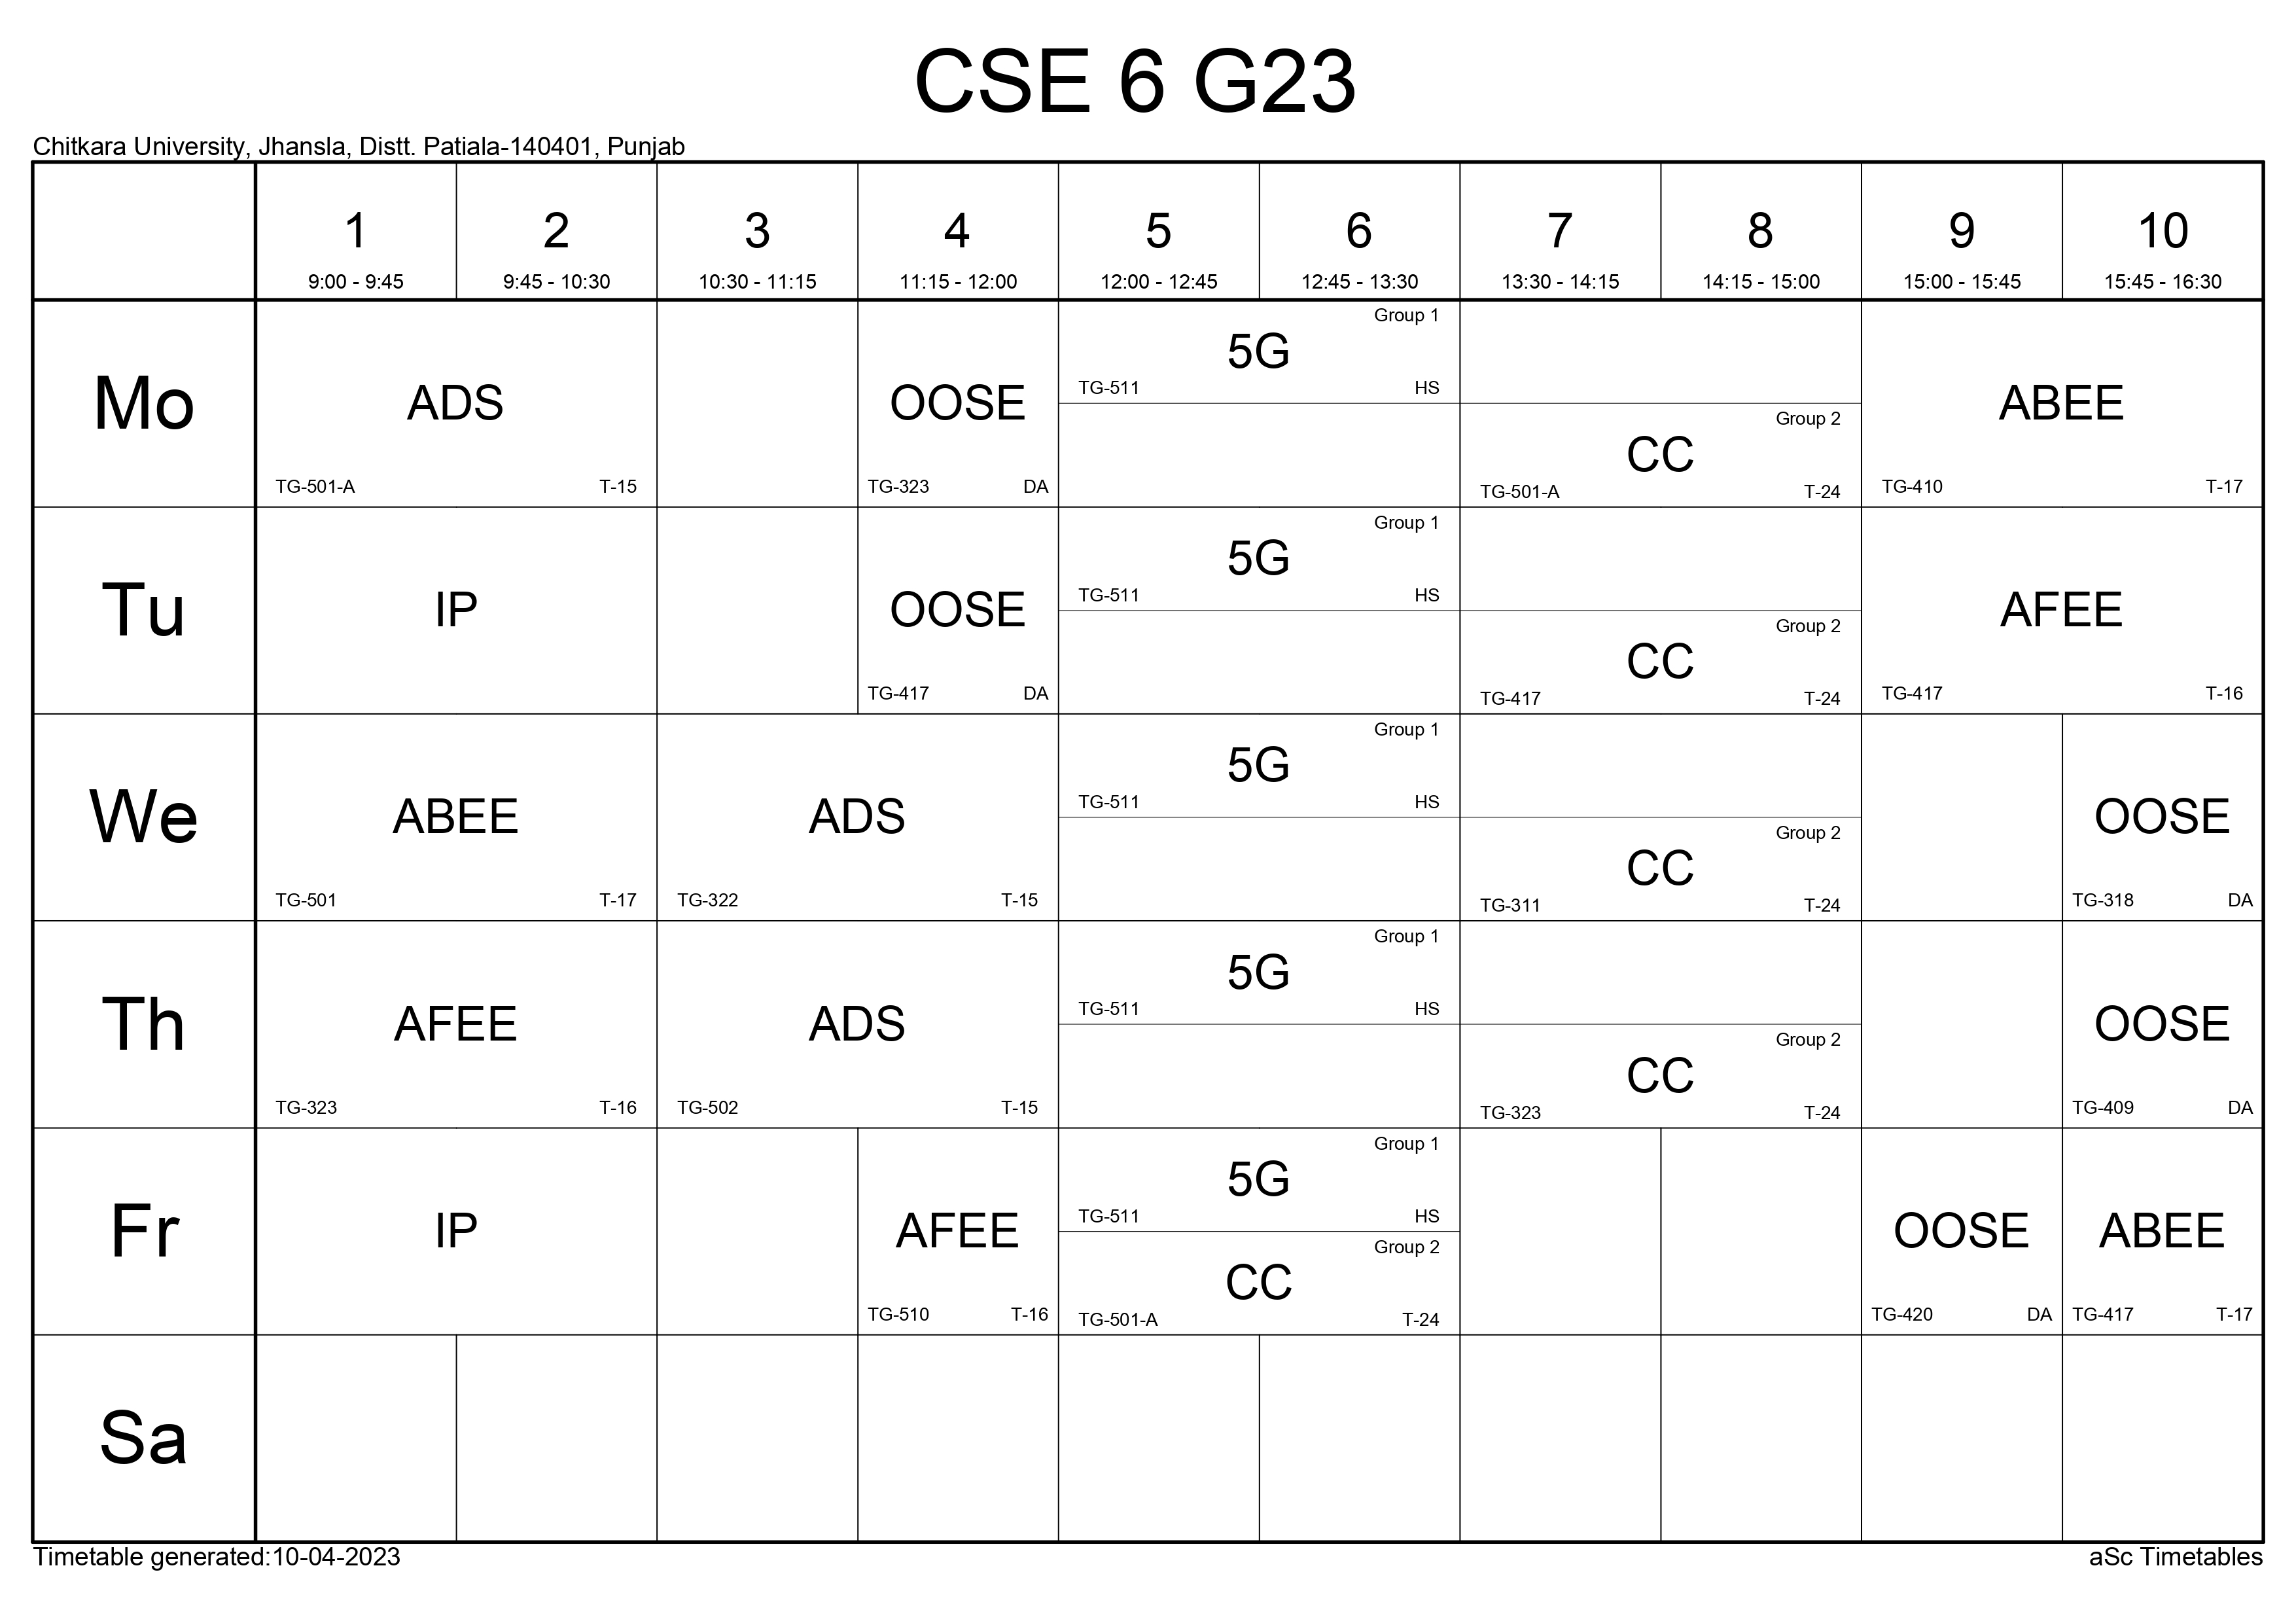 CSE 6 G23
Chitkara University, Jhansla, Distt. Patiala-140401, Punjab
1 2 3 4 5 6 7 8 9 10
9:00 - 9:45 9:45 - 10:30 10:30 - 11:15 11:15 - 12:00 12:00 - 12:45 12:45 - 13:30 13:30 - 14:15 14:15 - 15:00 15:00 - 15:45 15:45 - 16:30
Mo
ADS
TG-501-A T-15
OOSE
TG-323 DA
Group 1
5G
TG-511 HS
Group 2
CC
TG-501-A T-24
ABEE
TG-410 T-17
Tu
IP
OOSE
TG-417 DA
Group 1
5G
TG-511 HS
Group 2
CC
TG-417 T-24
AFEE
TG-417 T-16
We
ABEE
TG-501 T-17
ADS
TG-322 T-15
Group 1
5G
TG-511 HS
Group 2
CC
TG-311 T-24
OOSE
TG-318 DA
Th
AFEE
TG-323 T-16
ADS
TG-502 T-15
Group 1
5G
TG-511 HS
Group 2
CC
TG-323 T-24
OOSE
TG-409 DA
Fr
IP
AFEE
TG-510 T-16
Group 1
5G
TG-511 HS
Group 2
CC
TG-501-A T-24
OOSE
TG-420 DA
ABEE
TG-417 T-17
Sa
Timetable generated:10-04-2023
aSc Timetables